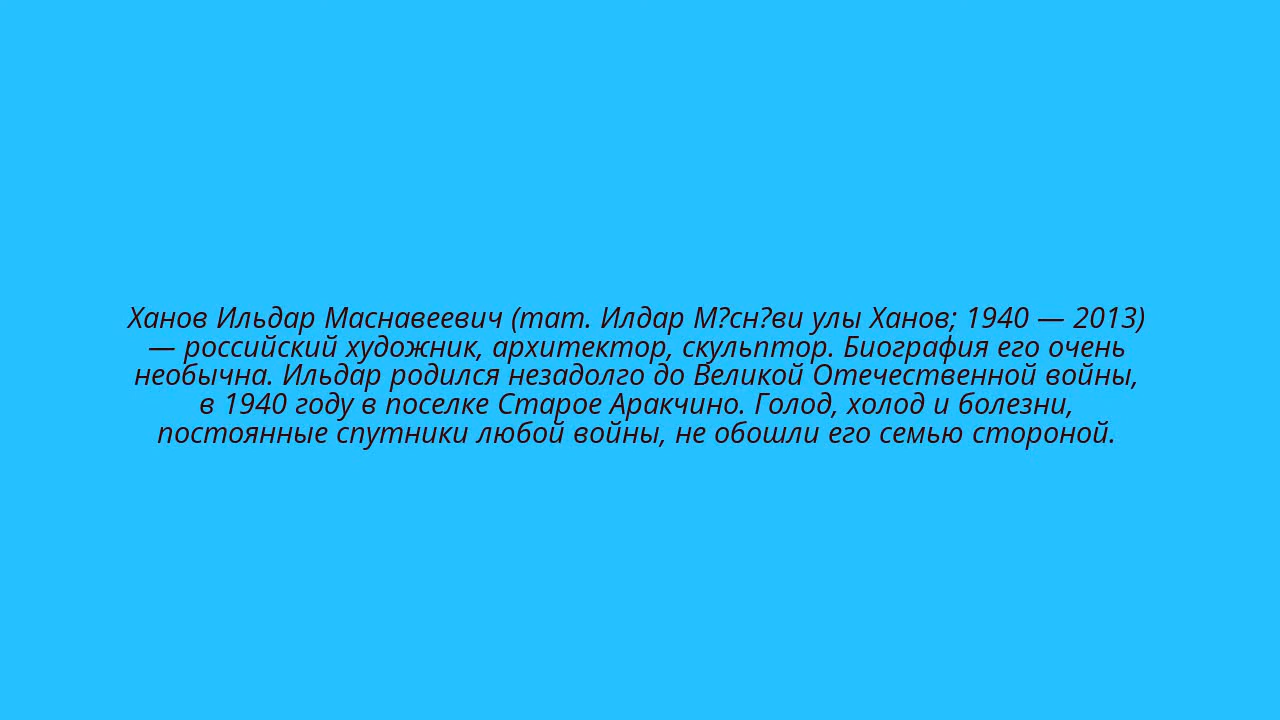 Ханов Ильдар Маснавеевич (тат. Илдар М?сн?ви улы Ханов; 1940 — 2013)
— российский художник, архитектор, скульптор. Биография его очень
необычна. Ильдар родился незадолго до Великой Отечественной войны,
в 1940 году в поселке Старое Аракчино. Голод, холод и болезни,
постоянные спутники любой войны, не обошли его семью стороной.